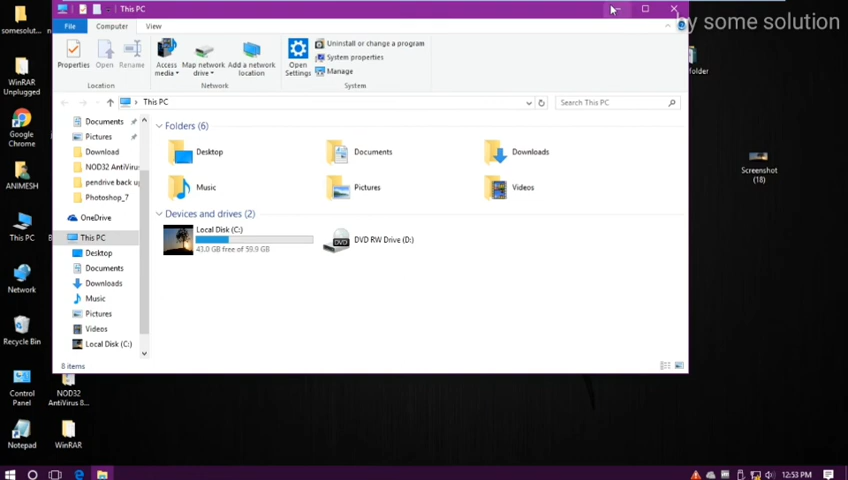 This PC
by some solution
File
Computer
View
Properties
Open
Rename
Access media
Map network drive
Add a network location
Open Settings
Uninstall or change a program
System properties
Manage
Location
Network
System
This PC
Search This PC
Documents
Pictures
Download
NOD32 AntiViru
pendrive back up
Photoshop_7
OneDrive
This PC
Desktop
Documents
Downloads
Music
Pictures
Videos
Local Disk (C:)
Folders (6)
Desktop
Documents
Downloads
Music
Pictures
Videos
Devices and drives (2)
Local Disk (C:)
43.0 GB free of 59.9 GB
DVD RW Drive (D:)
8 items
somesolut...
WinRAR
Unplugged
Google
Chrome
ANIMESH
This PC
Network
Recycle Bin
Control
Panel
NOD32
AntiVirus 8...
Notepad
WinRAR
folder
Screenshot
(18)
12:53 PM